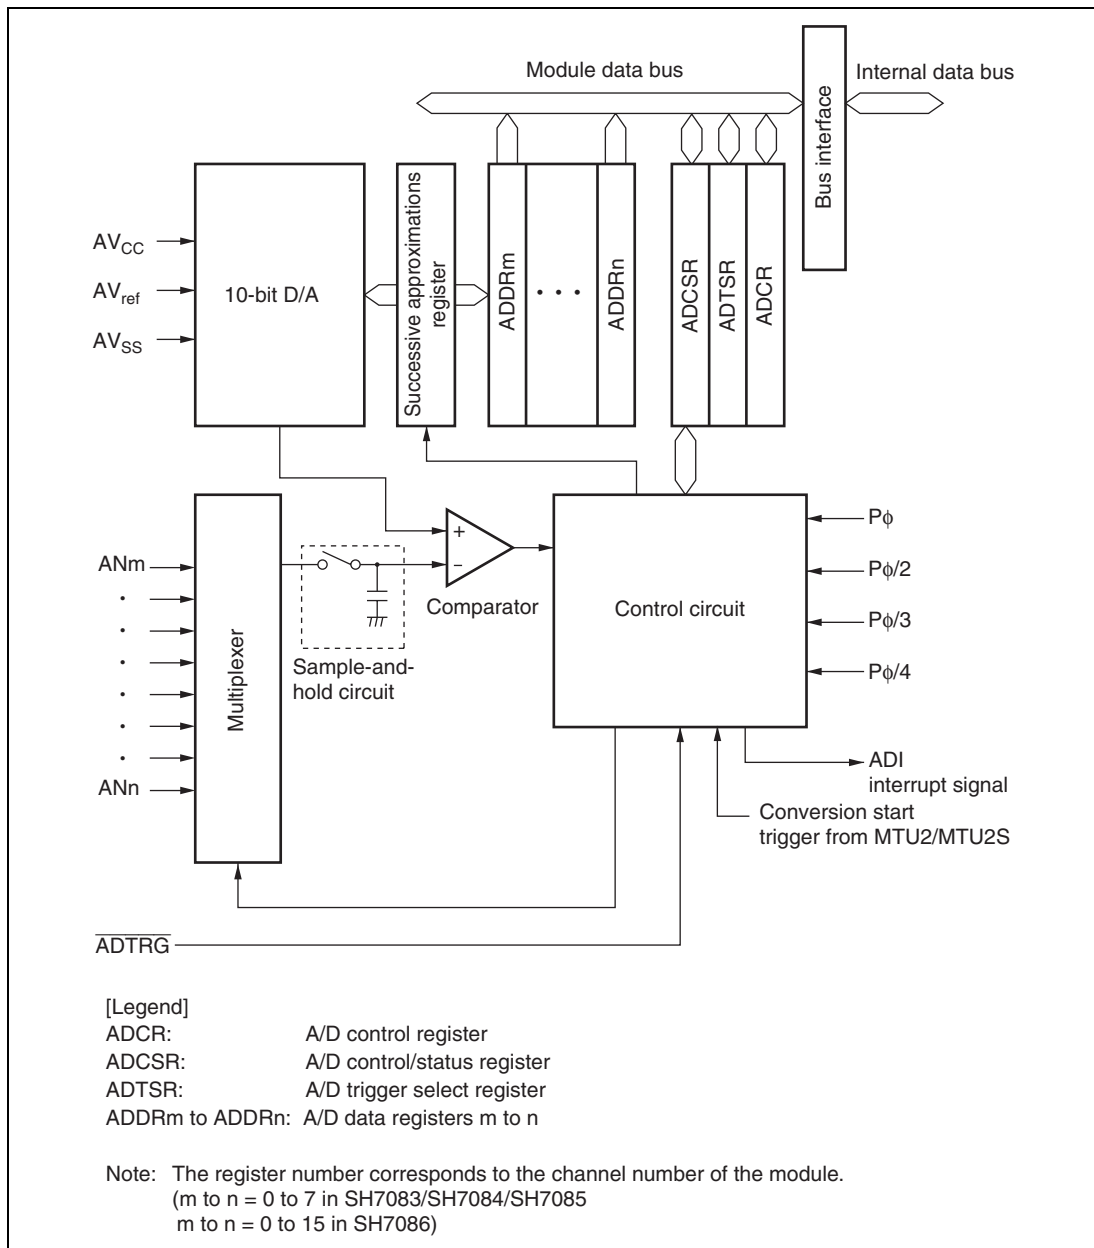 Module data bus
Internal data bus
Bus interface
AVCC
AVref
AVSS
10-bit D/A
Successive approximations
register
ADDRm
• • •
ADDRn
ADCSR
ADTSR
ADCR
ANm
ANn
Multiplexer
Sample-and-
hold circuit
+
−
Comparator
Control circuit
Pϕ
Pϕ/2
Pϕ/3
Pϕ/4
ADI
interrupt signal
Conversion start
trigger from MTU2/MTU2S
ADTRG
[Legend]
ADCR: A/D control register
ADCSR: A/D control/status register
ADTSR: A/D trigger select register
ADDRm to ADDRn: A/D data registers m to n
Note: The register number corresponds to the channel number of the module.
(m to n = 0 to 7 in SH7083/SH7084/SH7085
m to n = 0 to 15 in SH7086)